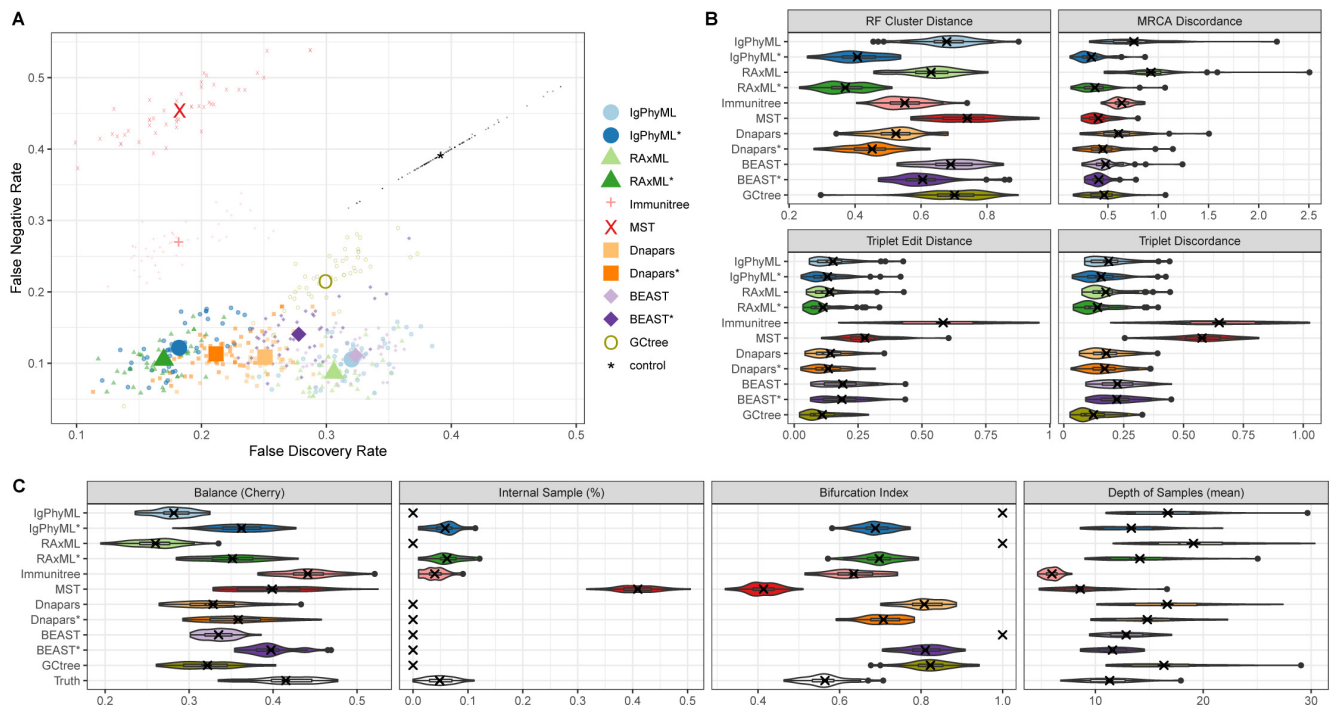 A
False Negative Rate
0.5
0.4
0.3
0.2
0.1
0.1 0.2 0.3 0.4 0.5
False Discovery Rate
IgPhyML
IgPhyML*
RAxML
RAxML*
Immunitree
MST
Dnapars
Dnapars*
BEAST
BEAST*
GCtree
* control
B
RF Cluster Distance MRCA Discordance
IgPhyML
IgPhyML*
RAxML
RAxML*
Immunitree
MST
Dnapars
Dnapars*
BEAST
BEAST*
GCtree
0.2 0.4 0.6 0.8 0.5 1.0 1.5 2.0 2.5
Triplet Edit Distance Triplet Discordance
IgPhyML
IgPhyML*
RAxML
RAxML*
Immunitree
MST
Dnapars
Dnapars*
BEAST
BEAST*
GCtree
0.00 0.25 0.50 0.75 1 0 0.25 0.50 0.75 1.00
C
Balance (Cherry) Internal Sample (%) Bifurcation Index Depth of Samples (mean)
IgPhyML
IgPhyML*
RAxML
RAxML*
Immunitree
MST
Dnapars
Dnapars*
BEAST
BEAST*
GCtree
Truth
0.2 0.3 0.4 0.5 0.0 0.1 0.2 0.3 0.4 0.5 0.4 0.6 0.8 1.0 10 20 30